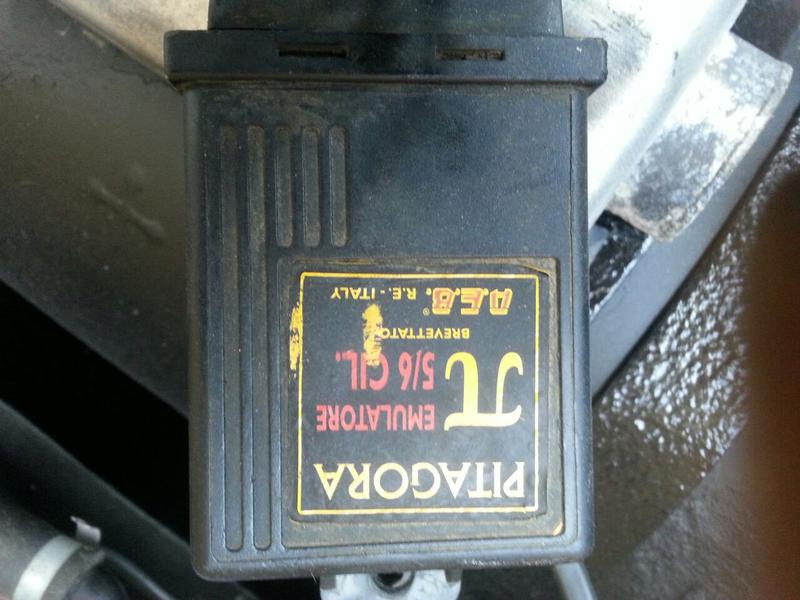 PITAGORA
π EMULATORE
5/6 CIL.
BREVETTATO
A.E.B.® R.E. - ITALY